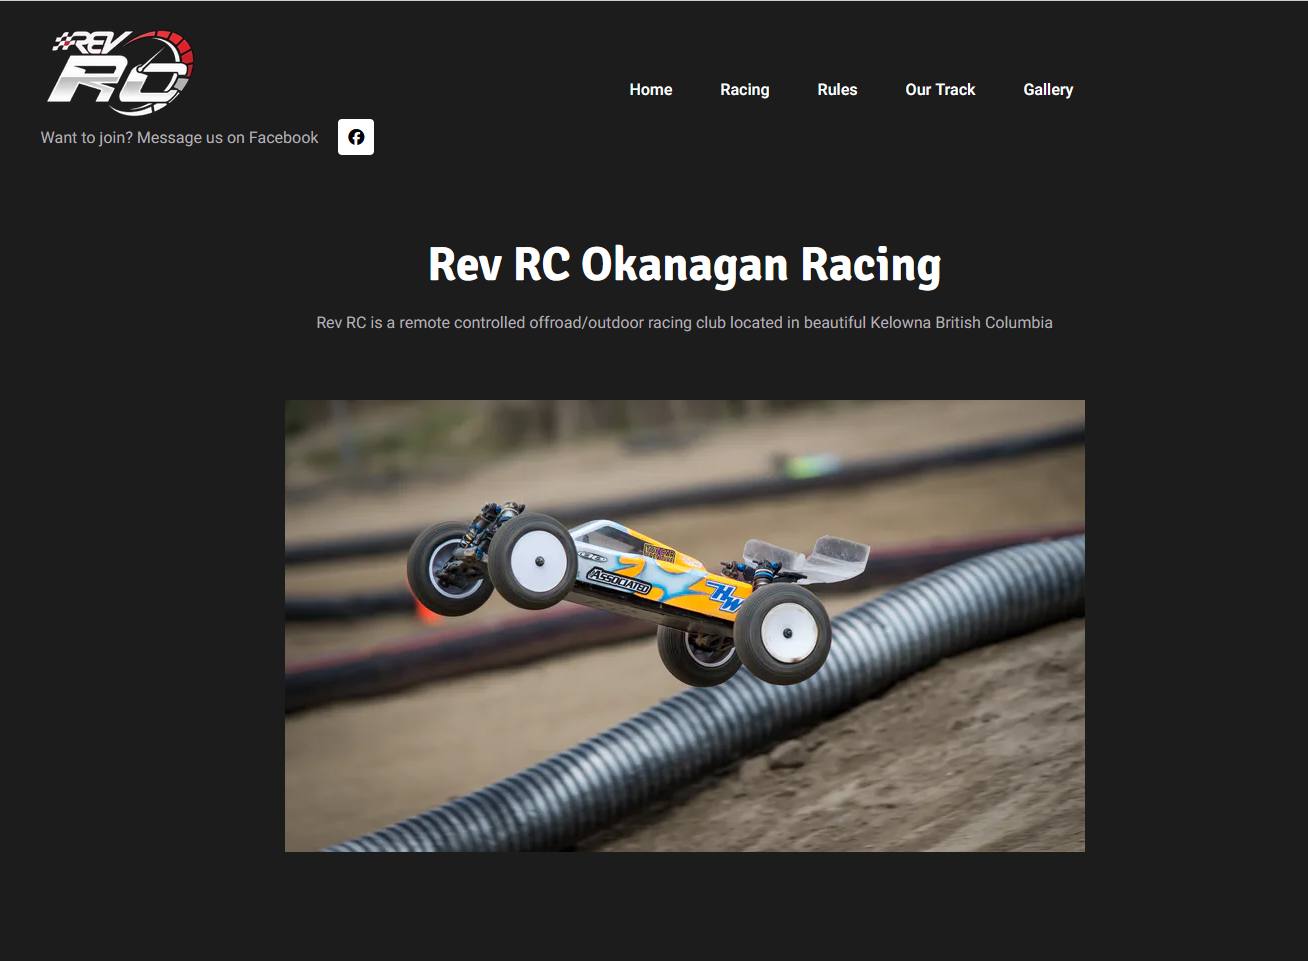 REV
RC
Home Racing Rules Our Track Gallery
Want to join? Message us on Facebook
Rev RC Okanagan Racing
Rev RC is a remote controlled offroad/outdoor racing club located in beautiful Kelowna British Columbia
ASSOCIATED
HW